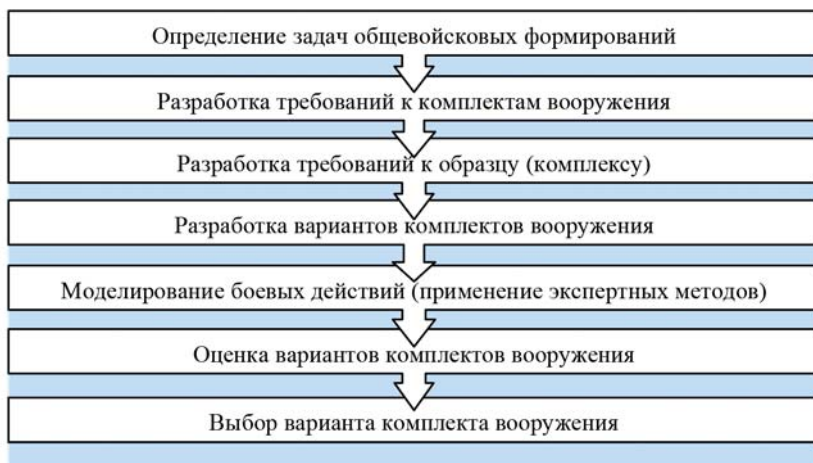 Определение задач общевойсковых формирований
Разработка требований к комплектам вооружения
Разработка требований к образцу (комплексу)
Разработка вариантов комплектов вооружения
Моделирование боевых действий (применение экспертных методов)
Оценка вариантов комплектов вооружения
Выбор варианта комплекта вооружения